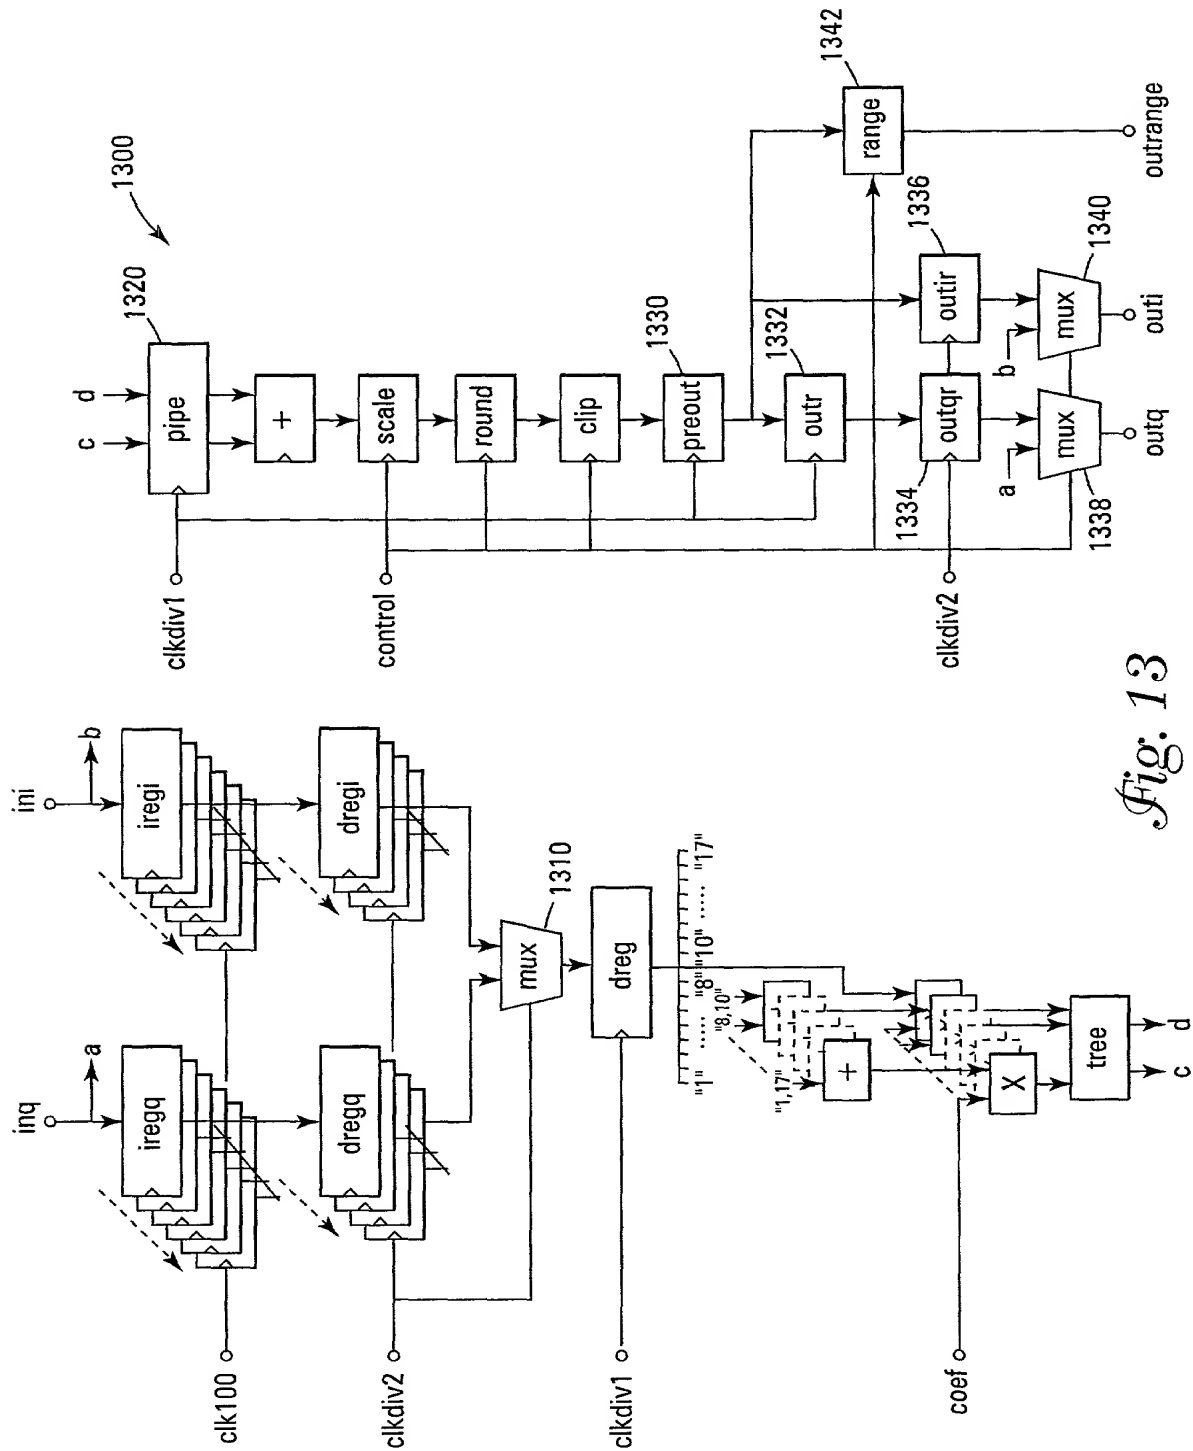 1300
inq
a
ini
b
iregq
iregi
clk100
dregq
dregi
clkdiv2
mux
1310
dreg
clkdiv1
"1" ..... "8" "10" ..... "17"
"8,10"
"1,17"
+
X
coef
tree
c
d
c
d
1320
pipe
clkdiv1
+
scale
control
round
clip
preout
1330
outr
1332
range
1342
outqr
1334
outir
1336
clkdiv2
a
mux
1338
b
mux
1340
outq
outi
outrange
Fig. 13